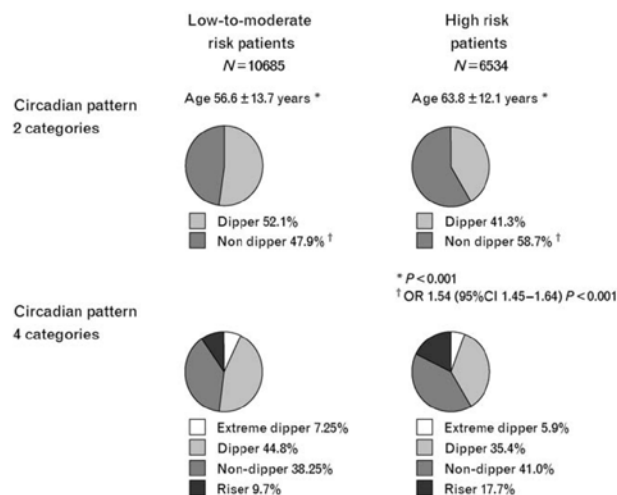 Low-to-moderate
risk patients
N=10685
High risk
patients
N=6534
Circadian pattern
2 categories
Age 56.6 ±13.7 years *
Age 63.8 ±12.1 years *
Dipper 52.1%
Non dipper 47.9% †
Dipper 41.3%
Non dipper 58.7% †
* P<0.001
† OR 1.54 (95%CI 1.45–1.64) P<0.001
Circadian pattern
4 categories
Extreme dipper 7.25%
Dipper 44.8%
Non-dipper 38.25%
Riser 9.7%
Extreme dipper 5.9%
Dipper 35.4%
Non-dipper 41.0%
Riser 17.7%